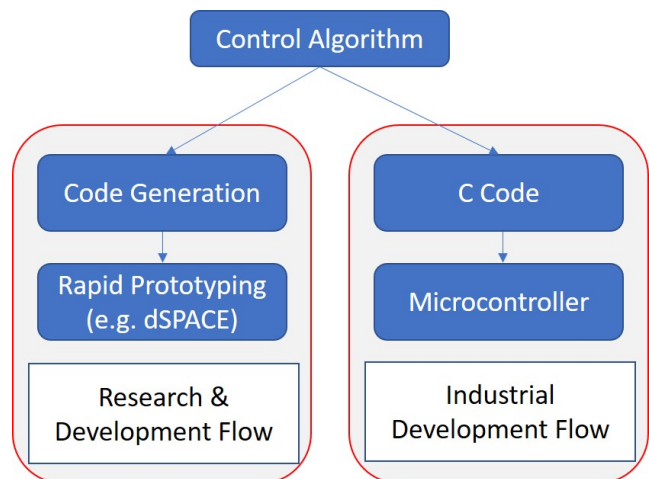 Control Algorithm
Code Generation
Rapid Prototyping
(e.g. dSPACE)
Research &
Development Flow
C Code
Microcontroller
Industrial
Development Flow